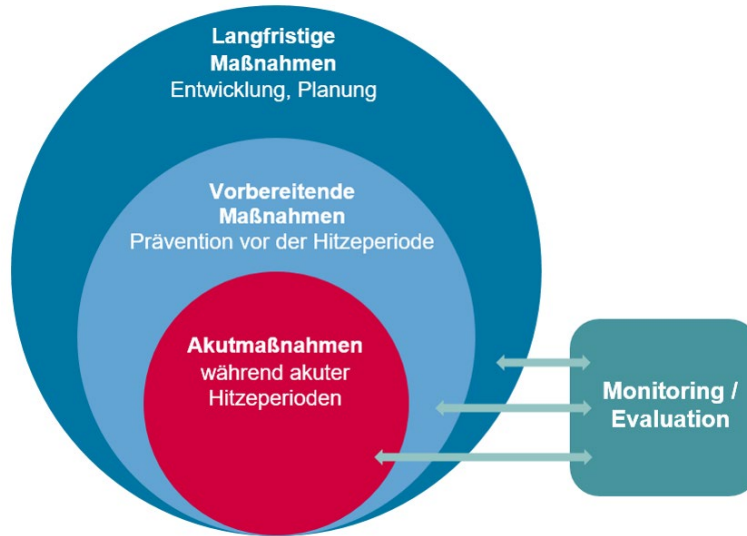 Langfristige
Maßnahmen
Entwicklung, Planung
Vorbereitende
Maßnahmen
Prävention vor der Hitzeperiode
Akutmaßnahmen
während akuter
Hitzeperioden
Monitoring /
Evaluation